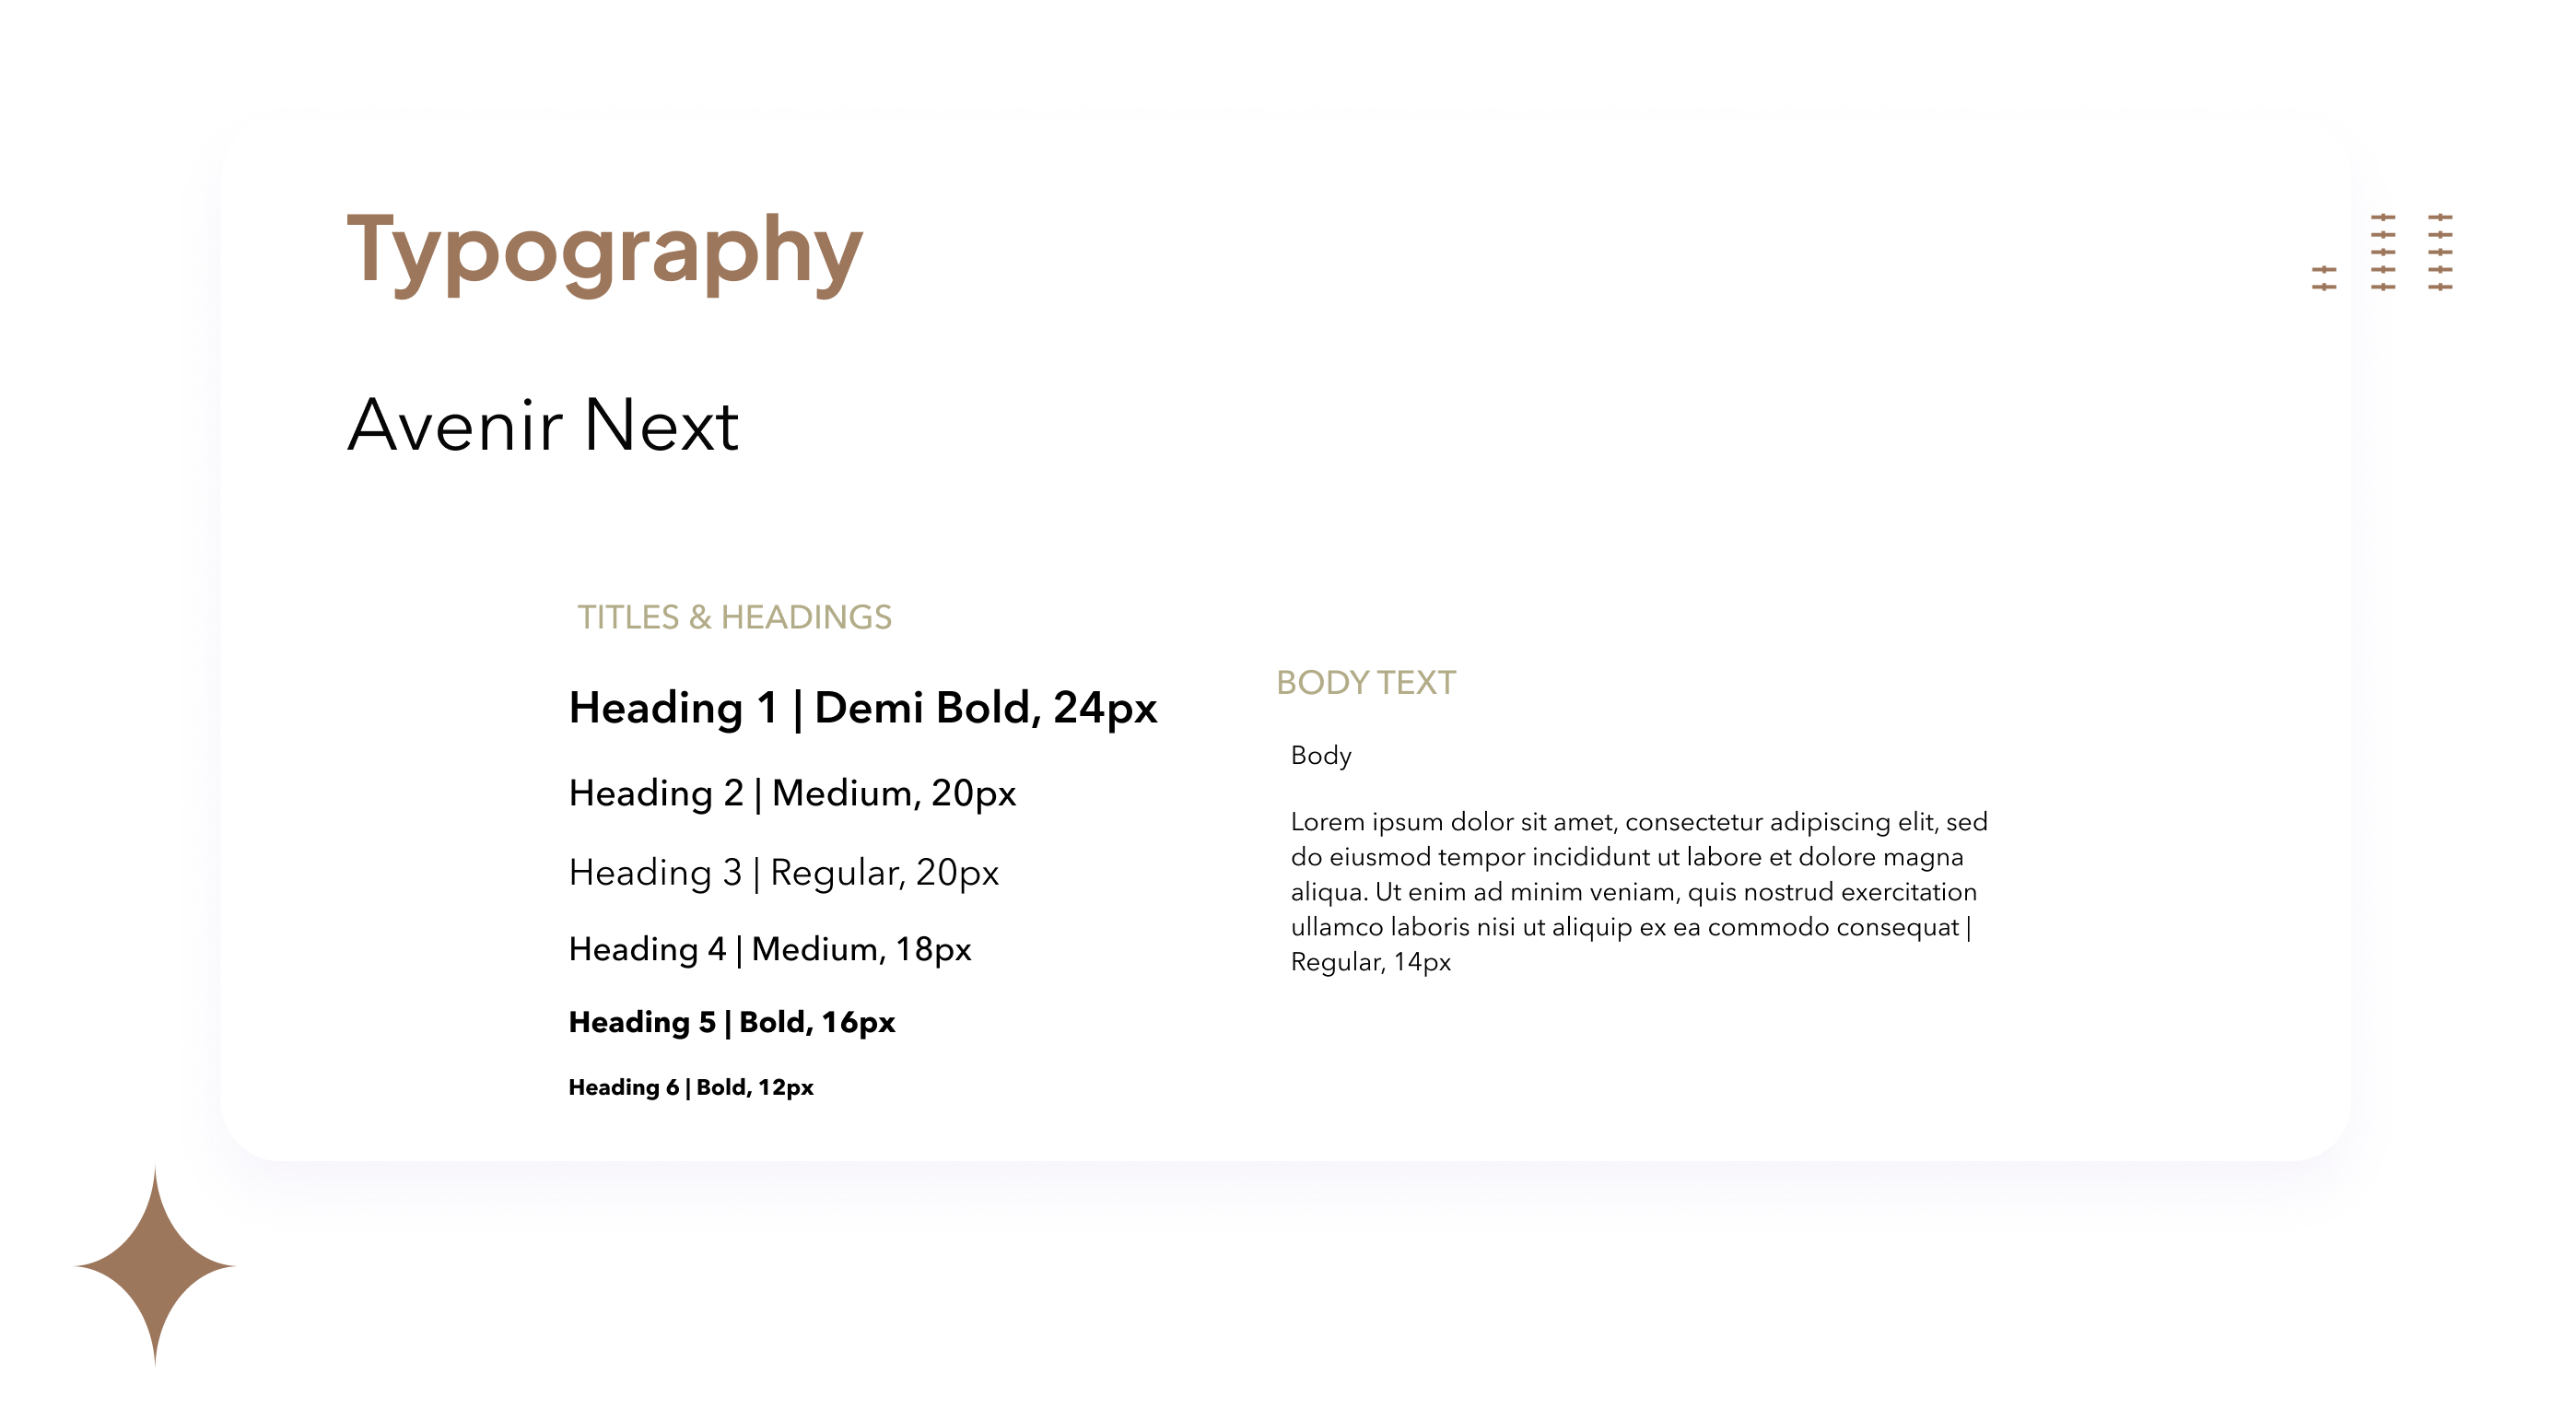 Typography
Avenir Next
TITLES & HEADINGS
Heading 1 | Demi Bold, 24px
Heading 2 | Medium, 20px
Heading 3 | Regular, 20px
Heading 4 | Medium, 18px
Heading 5 | Bold, 16px
Heading 6 | Bold, 12px
BODY TEXT
Body
Lorem ipsum dolor sit amet, consectetur adipiscing elit, sed
do eiusmod tempor incididunt ut labore et dolore magna
aliqua. Ut enim ad minim veniam, quis nostrud exercitation
ullamco laboris nisi ut aliquip ex ea commodo consequat |
Regular, 14px